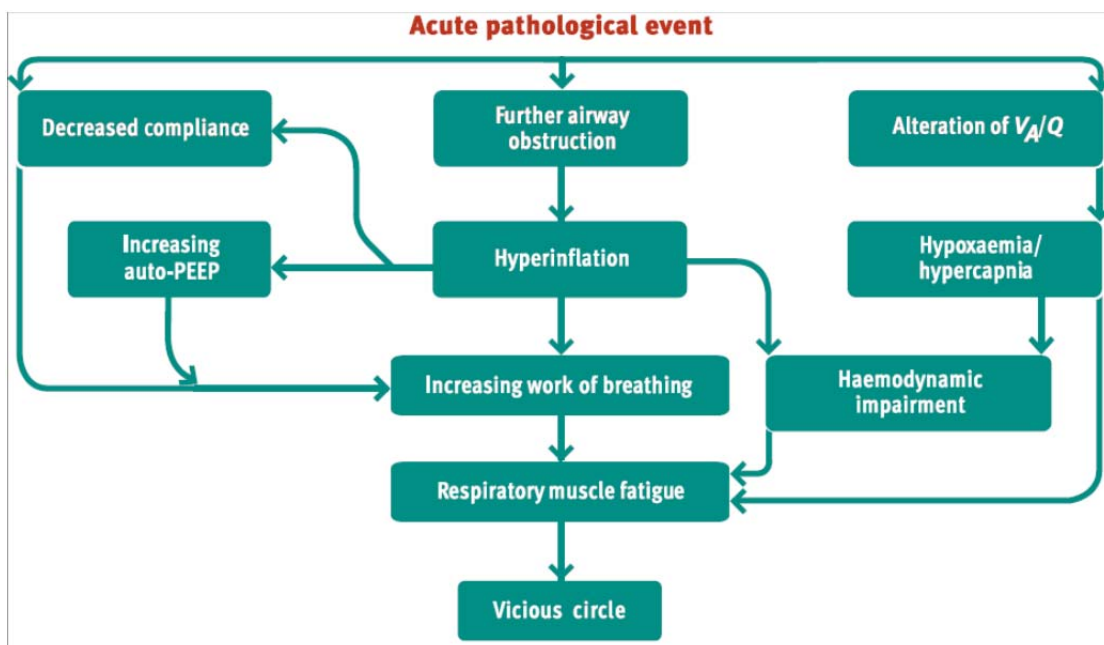 Acute pathological event
Decreased compliance
Further airway
obstruction
Alteration of VA/Q
Increasing
auto-PEEP
Hyperinflation
Hypoxaemia/
hypercapnia
Increasing work of breathing
Haemodynamic
impairment
Respiratory muscle fatigue
Vicious circle